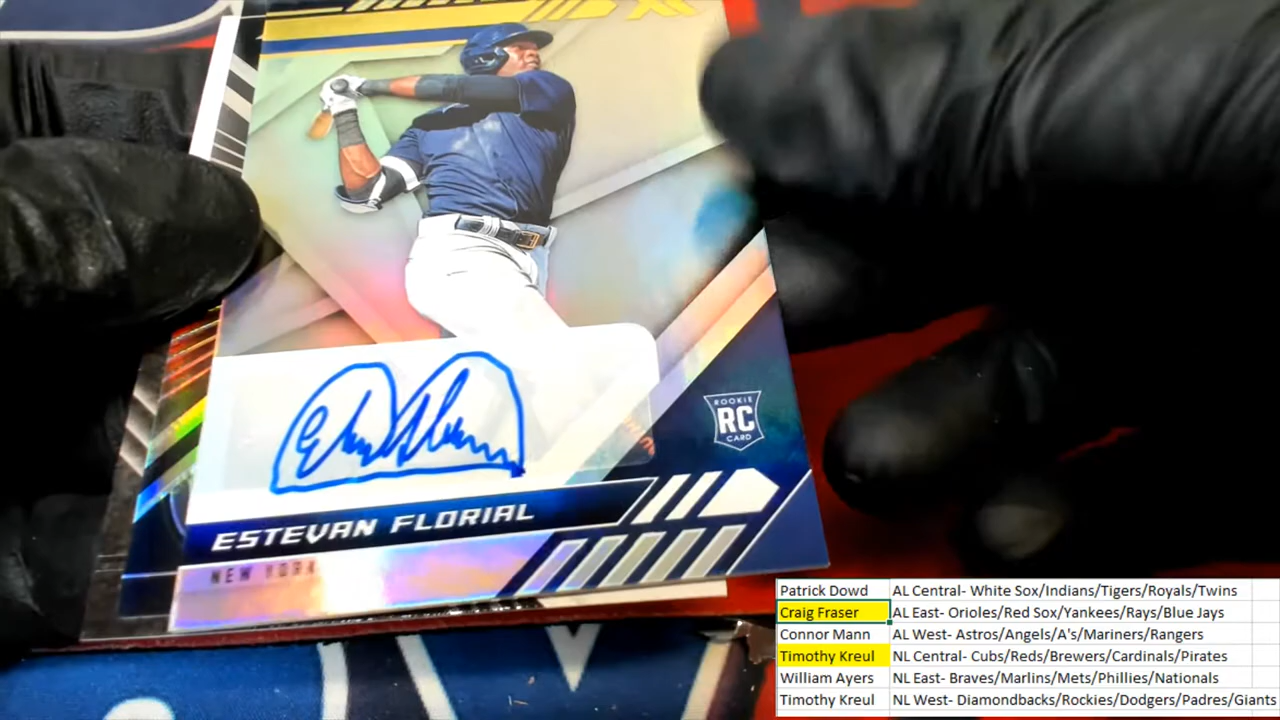 ROOKIE
RC
CARD
ESTEVAN FLORIAL
NEW YORK
Patrick Dowd AL Central- White Sox/Indians/Tigers/Royals/Twins
Craig Fraser AL East- Orioles/Red Sox/Yankees/Rays/Blue Jays
Connor Mann AL West- Astros/Angels/A's/Mariners/Rangers
Timothy Kreul NL Central- Cubs/Reds/Brewers/Cardinals/Pirates
William Ayers NL East- Braves/Marlins/Mets/Phillies/Nationals
Timothy Kreul NL West- Diamondbacks/Rockies/Dodgers/Padres/Giants